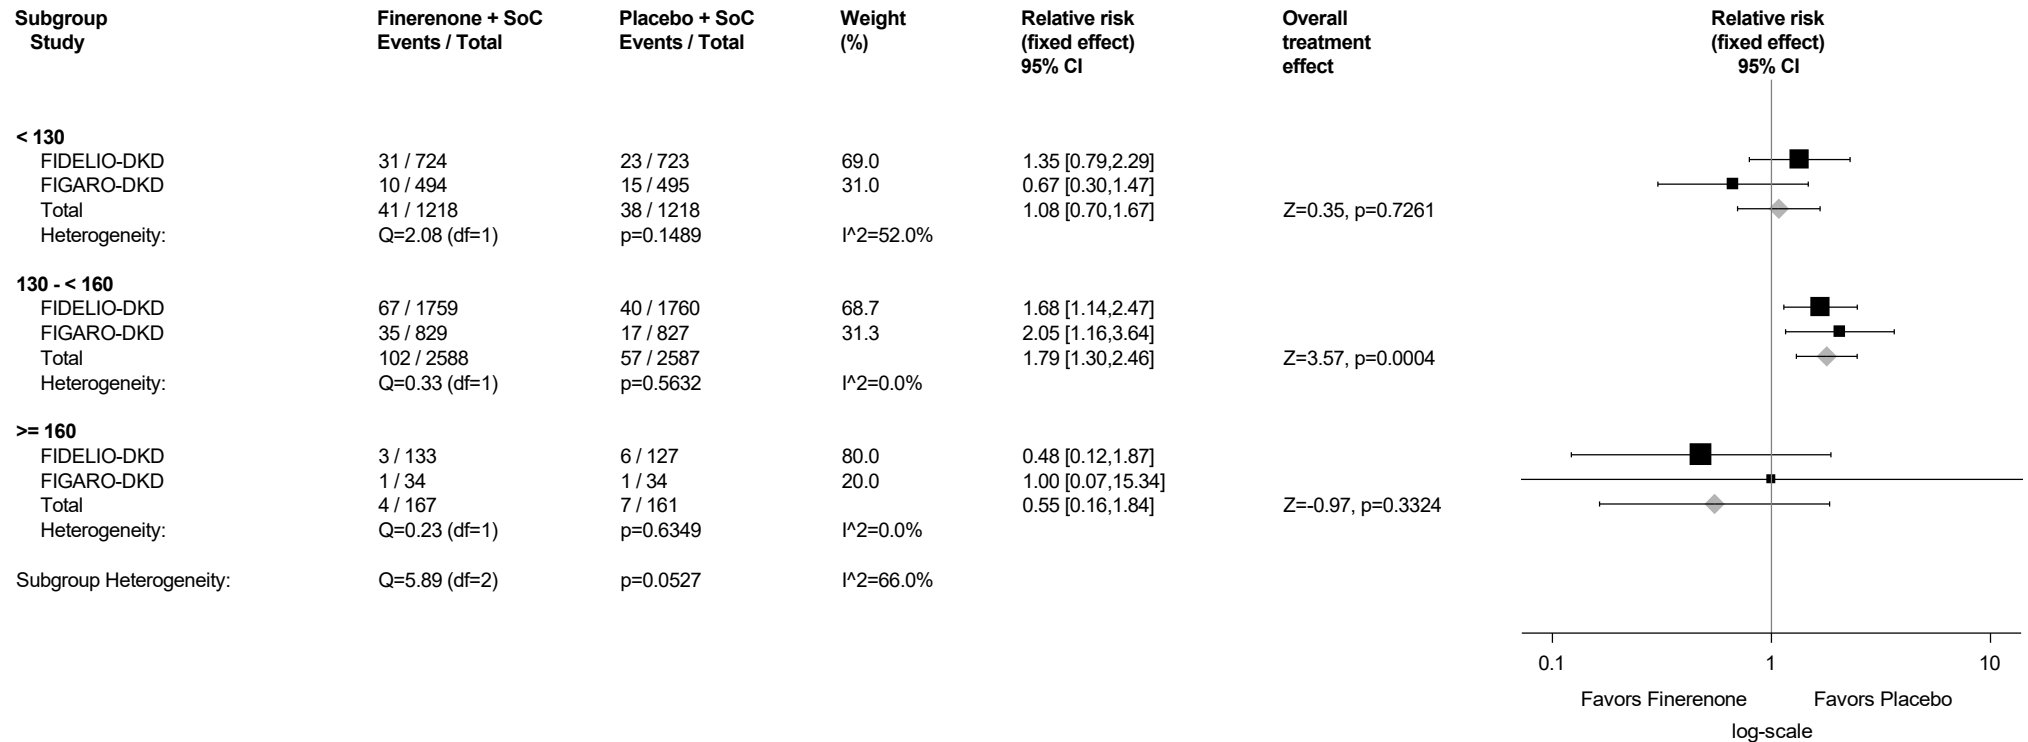 Subgroup Finerenone + SoC Placebo + SoC Weight Relative risk Overall Relative risk
Study Events / Total Events / Total (%) (fixed effect) treatment (fixed effect)
95% CI effect 95% CI
< 130
FIDELIO-DKD 31 / 724 23 / 723 69.0 1.35 [0.79,2.29]
FIGARO-DKD 10 / 494 15 / 495 31.0 0.67 [0.30,1.47]
Total 41 / 1218 38 / 1218 1.08 [0.70,1.67] Z=0.35, p=0.7261
Heterogeneity: Q=2.08 (df=1) p=0.1489 I^2=52.0%
130 - < 160
FIDELIO-DKD 67 / 1759 40 / 1760 68.7 1.68 [1.14,2.47]
FIGARO-DKD 35 / 829 17 / 827 31.3 2.05 [1.16,3.64]
Total 102 / 2588 57 / 2587 1.79 [1.30,2.46] Z=3.57, p=0.0004
Heterogeneity: Q=0.33 (df=1) p=0.5632 I^2=0.0%
>= 160
FIDELIO-DKD 3 / 133 6 / 127 80.0 0.48 [0.12,1.87]
FIGARO-DKD 1 / 34 1 / 34 20.0 1.00 [0.07,15.34]
Total 4 / 167 7 / 161 0.55 [0.16,1.84] Z=-0.97, p=0.3324
Heterogeneity: Q=0.23 (df=1) p=0.6349 I^2=0.0%
Subgroup Heterogeneity: Q=5.89 (df=2) p=0.0527 I^2=66.0%
0.1 1 10
Favors Finerenone Favors Placebo
log-scale